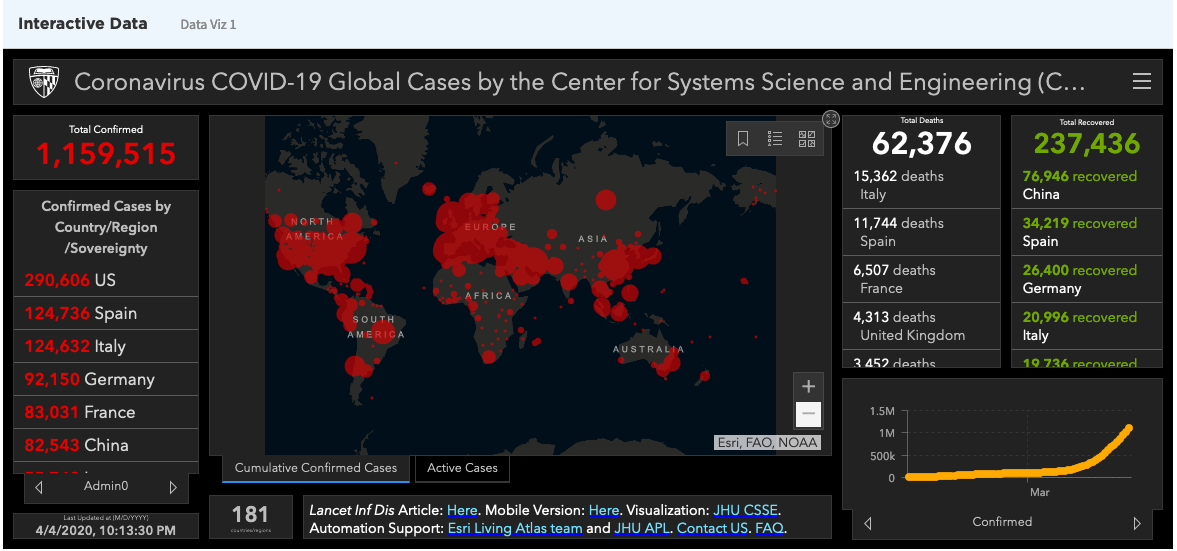 Interactive Data
Data Viz 1
Coronavirus COVID-19 Global Cases by the Center for Systems Science and Engineering (C...
Total Confirmed
1,159,515
Confirmed Cases by
Country/Region
/Sovereignty
290,606 US
124,736 Spain
124,632 Italy
92,150 Germany
83,031 France
82,543 China
Admin0
Last Updated at (M/D/YYYY)
4/4/2020, 10:13:30 PM
NORTH
AMERICA
EUROPE
ASIA
AFRICA
SOUTH
AMERICA
AUSTRALIA
Esri, FAO, NOAA
Cumulative Confirmed Cases
Active Cases
181
countries/regions
Lancet Inf Dis Article: Here. Mobile Version: Here. Visualization: JHU CSSE.
Automation Support: Esri Living Atlas team and JHU APL. Contact US. FAQ.
Total Deaths
62,376
15,362 deaths
Italy
11,744 deaths
Spain
6,507 deaths
France
4,313 deaths
United Kingdom
3,452 deaths
Total Recovered
237,436
76,946 recovered
China
34,219 recovered
Spain
26,400 recovered
Germany
20,996 recovered
Italy
19,736 recovered
1.5M
1M
500k
0
Mar
Confirmed